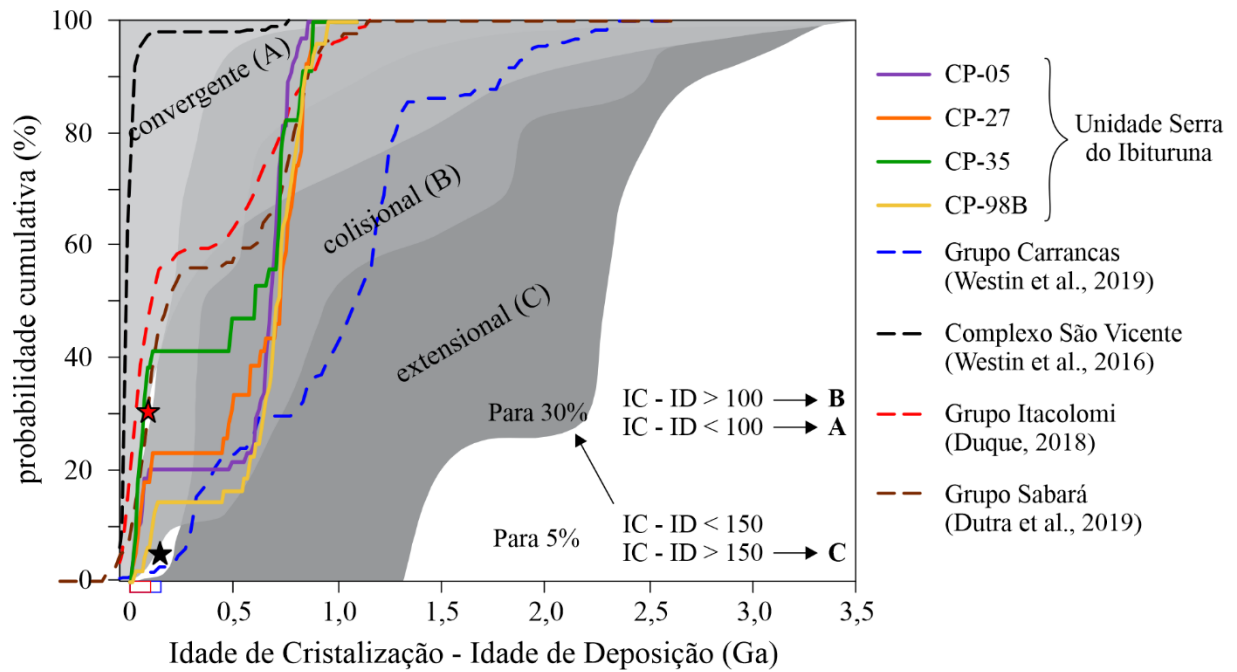 100
80
60
40
20
0
probabilidade cumulativa (%)
convergente (A)
colisional (B)
extensional (C)
Para 30%
IC - ID > 100 → B
IC - ID < 100 → A
Para 5%
IC - ID < 150
IC - ID > 150 → C
0
0,5
1,0
1,5
2,0
2,5
3,0
3,5
Idade de Cristalização - Idade de Deposição (Ga)
CP-05
CP-27
CP-35
CP-98B
Unidade Serra
do Ibituruna
Grupo Carrancas
(Westin et al., 2019)
Complexo São Vicente
(Westin et al., 2016)
Grupo Itacolomi
(Duque, 2018)
Grupo Sabará
(Dutra et al., 2019)